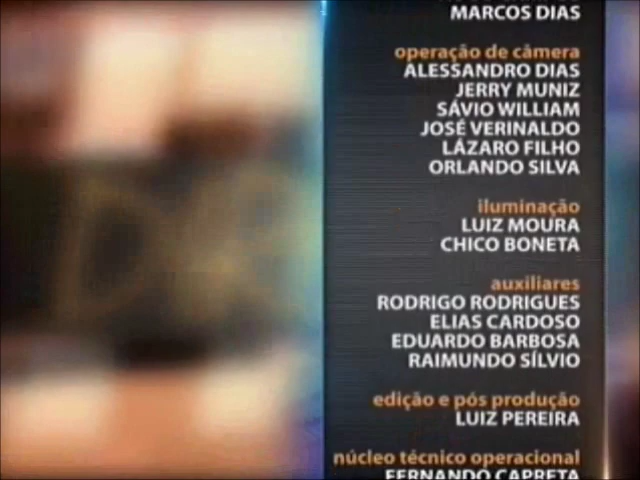 MARCOS DIAS
operação de câmera
ALESSANDRO DIAS
JERRY MUNIZ
SÁVIO WILLIAM
JOSÉ VERINALDO
LÁZARO FILHO
ORLANDO SILVA
iluminação
LUIZ MOURA
CHICO BONETA
auxiliares
RODRIGO RODRIGUES
ELIAS CARDOSO
EDUARDO BARBOSA
RAIMUNDO SÍLVIO
edição e pós produção
LUIZ PEREIRA
núcleo técnico operacional
FERNANDO CAPRETA